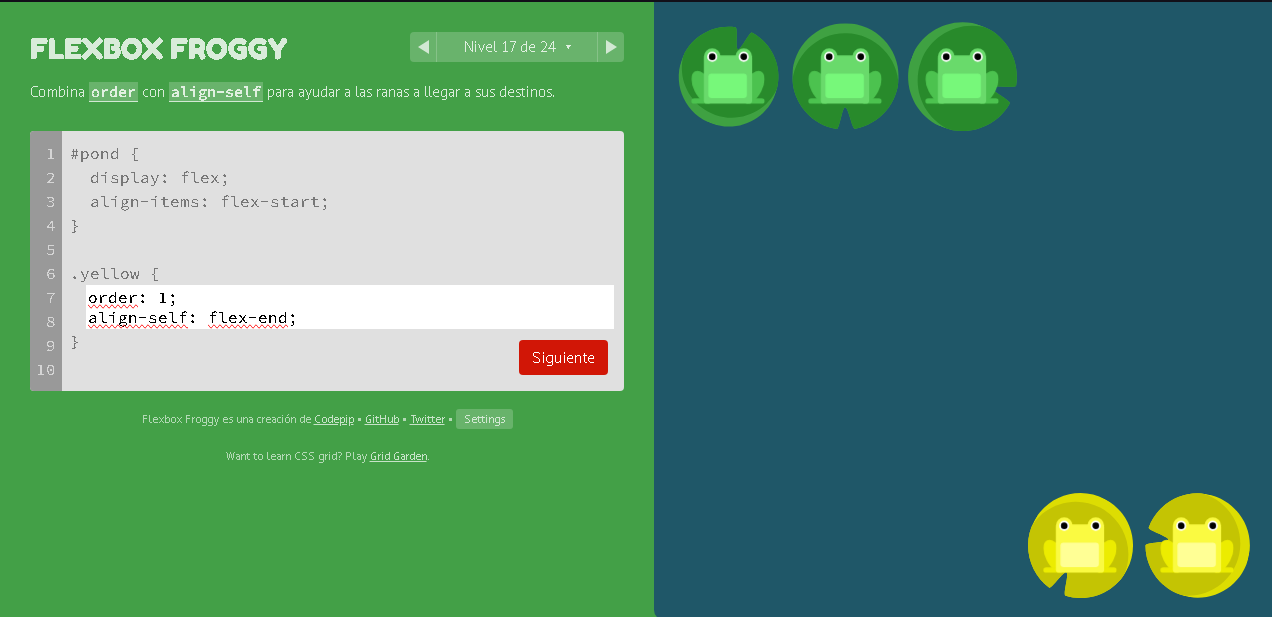 FLEXBOX FROGGY
Nivel 17 de 24
Combina order con align-self para ayudar a las ranas a llegar a sus destinos.
1 #pond {
2 display: flex;
3 align-items: flex-start;
4 }
5
6 .yellow {
7 order: 1;
8 align-self: flex-end;
9 }
10
Siguiente
Flexbox Froggy es una creación de Codepip • GitHub • Twitter • Settings
Want to learn CSS grid? Play Grid Garden.